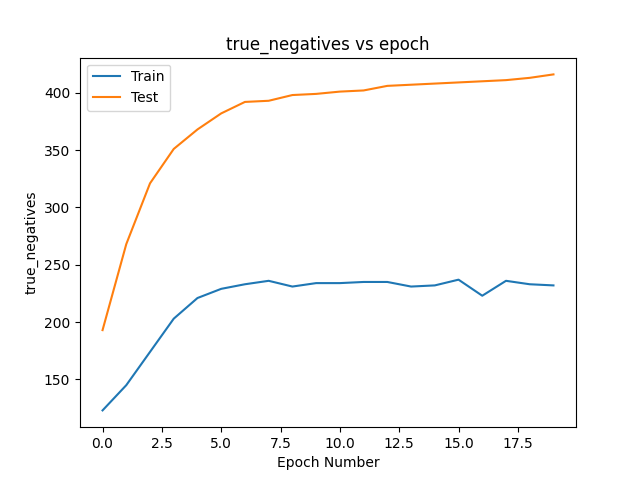 true_negatives vs epoch
Train
Test
true_negatives
400
350
300
250
200
150
0.0 2.5 5.0 7.5 10.0 12.5 15.0 17.5
Epoch Number